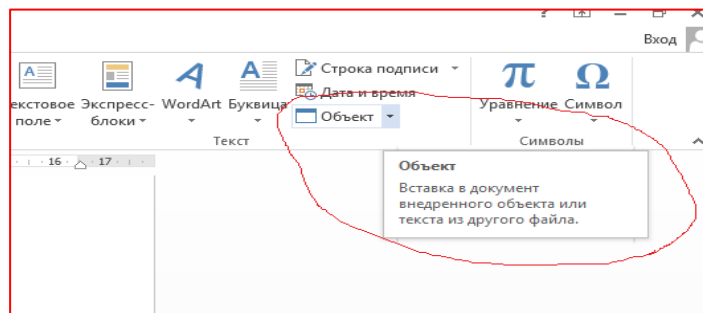 ? 
Вход
Строка подписи
Дата и время
Объект
екстовое Экспресс- WordArt Буквица
поле блоки
Уравнение Символ
Текст
Символы
16 17
Объект
Вставка в документ
внедренного объекта или
текста из другого файла.